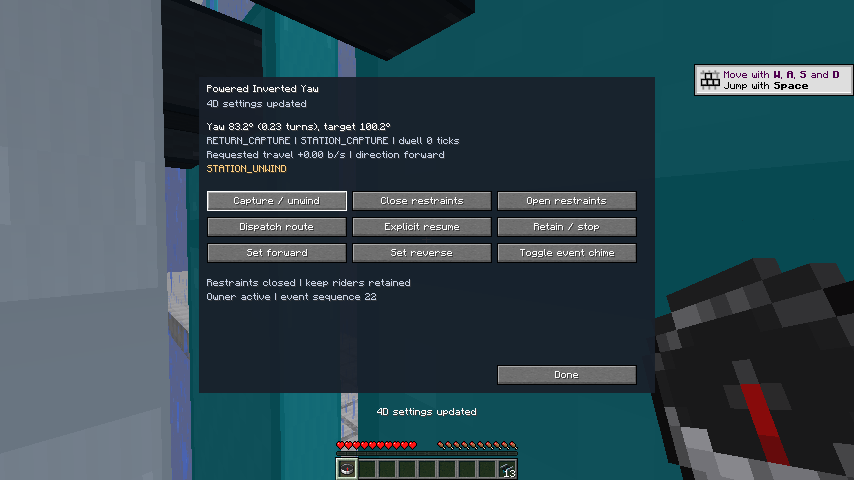 Powered Inverted Yaw
4D settings updated
Yaw 83.2° (0.23 turns), target 100.2°
RETURN_CAPTURE | STATION_CAPTURE | dwell 0 ticks
Requested travel +0.00 b/s | direction forward
STATION_UNWIND
Capture / unwind
Close restraints
Open restraints
Dispatch route
Explicit resume
Retain / stop
Set forward
Set reverse
Toggle event chime
Restraints closed | keep riders retained
Owner active | event sequence 22
Done
Move with W, A, S and D
Jump with Space
4D settings updated
13